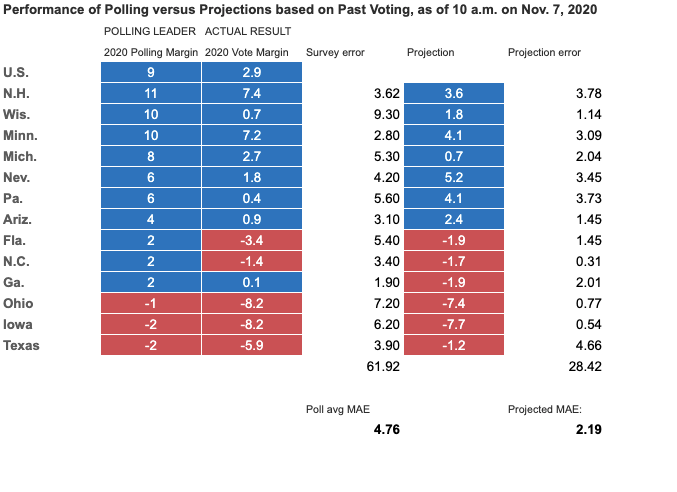 Performance of Polling versus Projections based on Past Voting, as of 10 a.m. on Nov. 7, 2020
POLLING LEADER ACTUAL RESULT
2020 Polling Margin 2020 Vote Margin Survey error Projection Projection error
U.S. 9 2.9
N.H. 11 7.4 3.62 3.6 3.78
Wis. 10 0.7 9.30 1.8 1.14
Minn. 10 7.2 2.80 4.1 3.09
Mich. 8 2.7 5.30 0.7 2.04
Nev. 6 1.8 4.20 5.2 3.45
Pa. 6 0.4 5.60 4.1 3.73
Ariz. 4 0.9 3.10 2.4 1.45
Fla. 2 -3.4 5.40 -1.9 1.45
N.C. 2 -1.4 3.40 -1.7 0.31
Ga. 2 0.1 1.90 -1.9 2.01
Ohio -1 -8.2 7.20 -7.4 0.77
Iowa -2 -8.2 6.20 -7.7 0.54
Texas -2 -5.9 3.90 -1.2 4.66
61.92 28.42
Poll avg MAE Projected MAE:
4.76 2.19